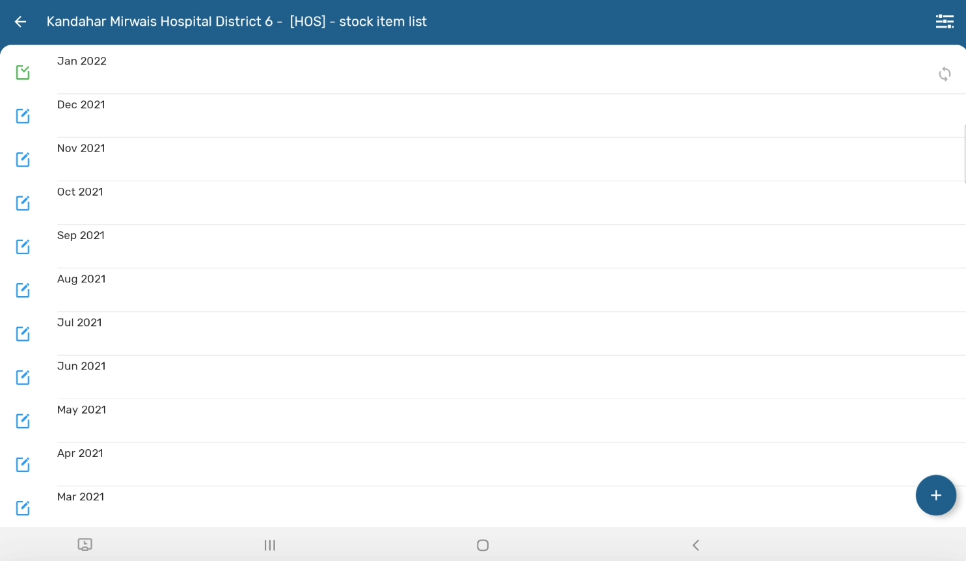 Kandahar Mirwais Hospital District 6 - [HOS] - stock item list
Jan 2022
Dec 2021
Nov 2021
Oct 2021
Sep 2021
Aug 2021
Jul 2021
Jun 2021
May 2021
Apr 2021
Mar 2021